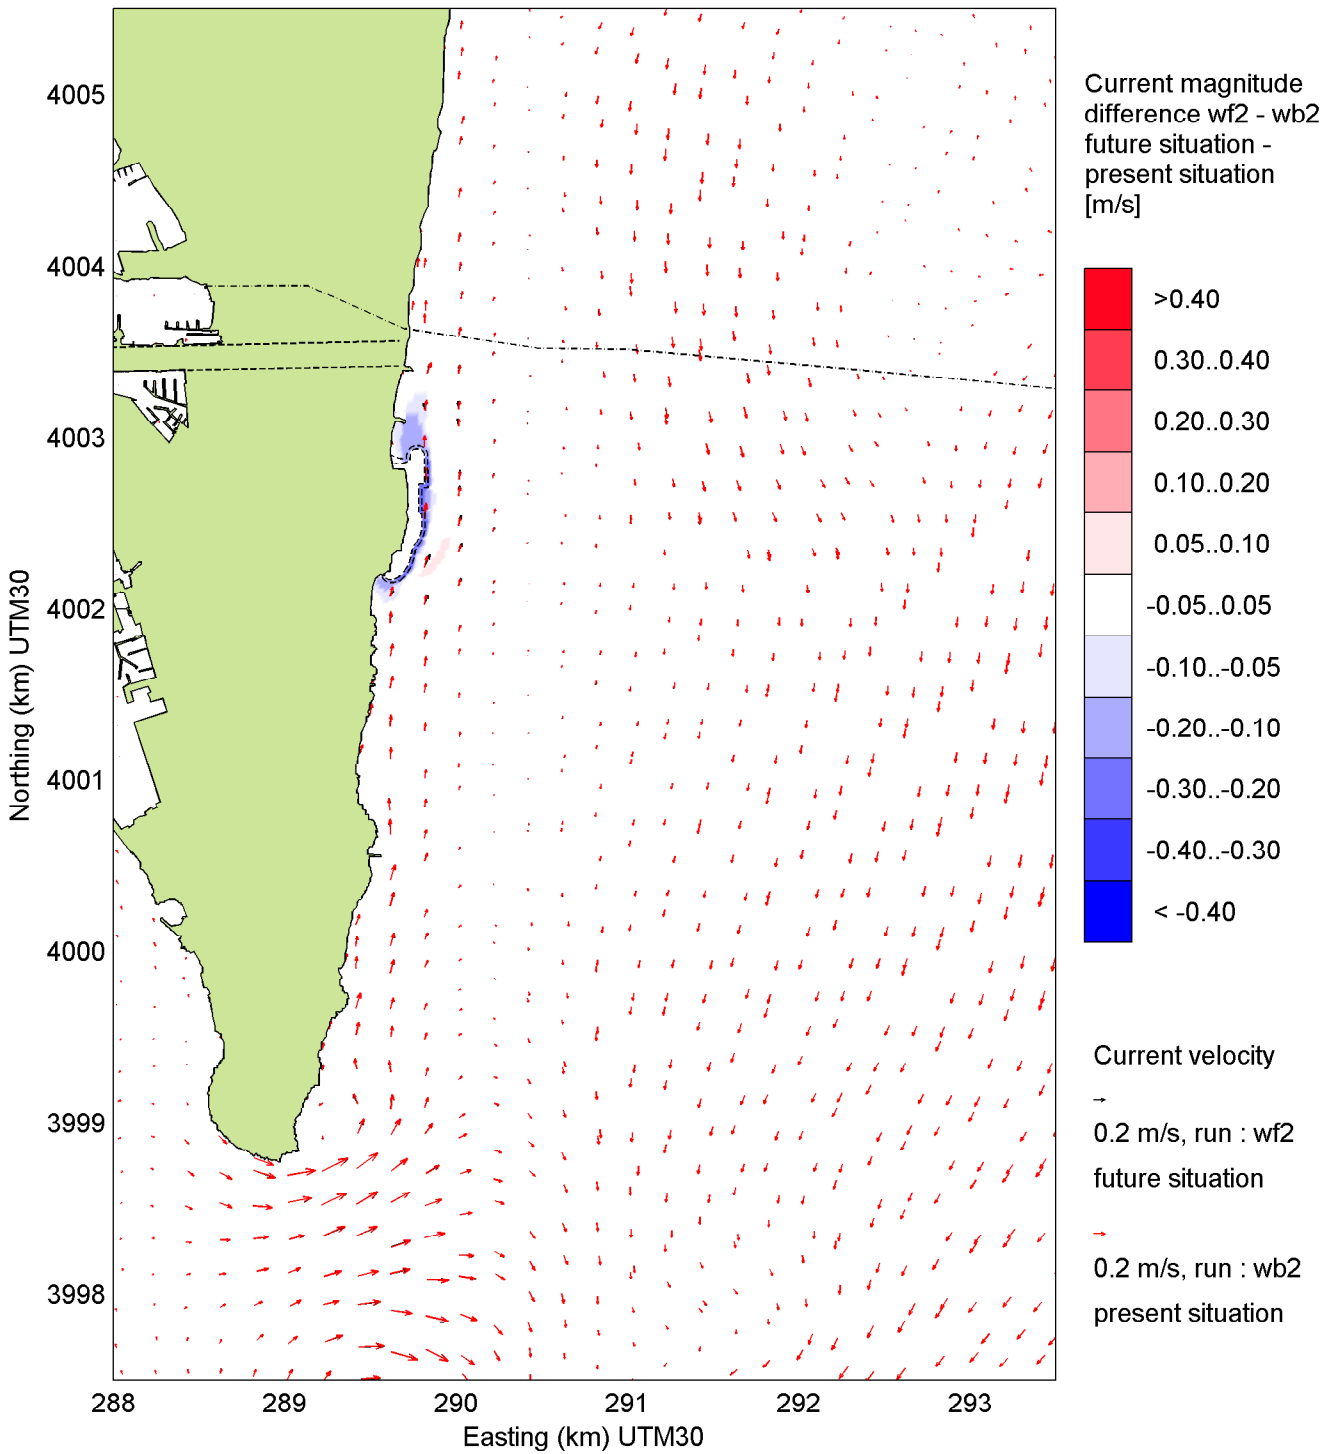 4005
4004
4003
4002
4001
4000
3999
3998
Northing (km) UTM30
288
289
290
291
292
293
Easting (km) UTM30
Current magnitude
difference wf2 - wb2
future situation -
present situation
[m/s]
>0.40
0.30..0.40
0.20..0.30
0.10..0.20
0.05..0.10
-0.05..0.05
-0.10..-0.05
-0.20..-0.10
-0.30..-0.20
-0.40..-0.30
< -0.40
Current velocity
0.2 m/s, run : wf2
future situation
0.2 m/s, run : wb2
present situation